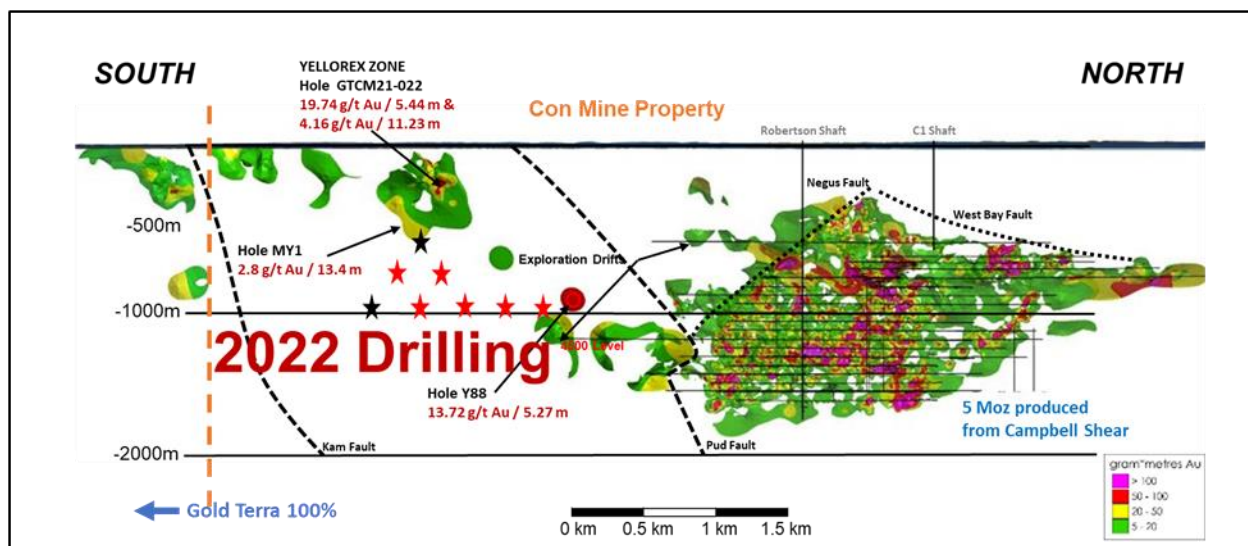 SOUTH
NORTH
YELLOREX ZONE
Hole GTCM21-022
19.74 g/t Au / 5.44 m &
4.16 g/t Au / 11.23 m
Con Mine Property
Robertson Shaft
C1 Shaft
Negus Fault
West Bay Fault
-500m
Hole MY1
2.8 g/t Au / 13.4 m
Exploration Drifts
-1000m
2022 Drilling
Level
Hole Y88
13.72 g/t Au / 5.27 m
5 Moz produced
from Campbell Shear
-2000m
Kam Fault
Pud Fault
gram*metres Au
> 100
50 - 100
20 - 50
5 - 20
Gold Terra 100%
0 km
0.5 km
1 km
1.5 km